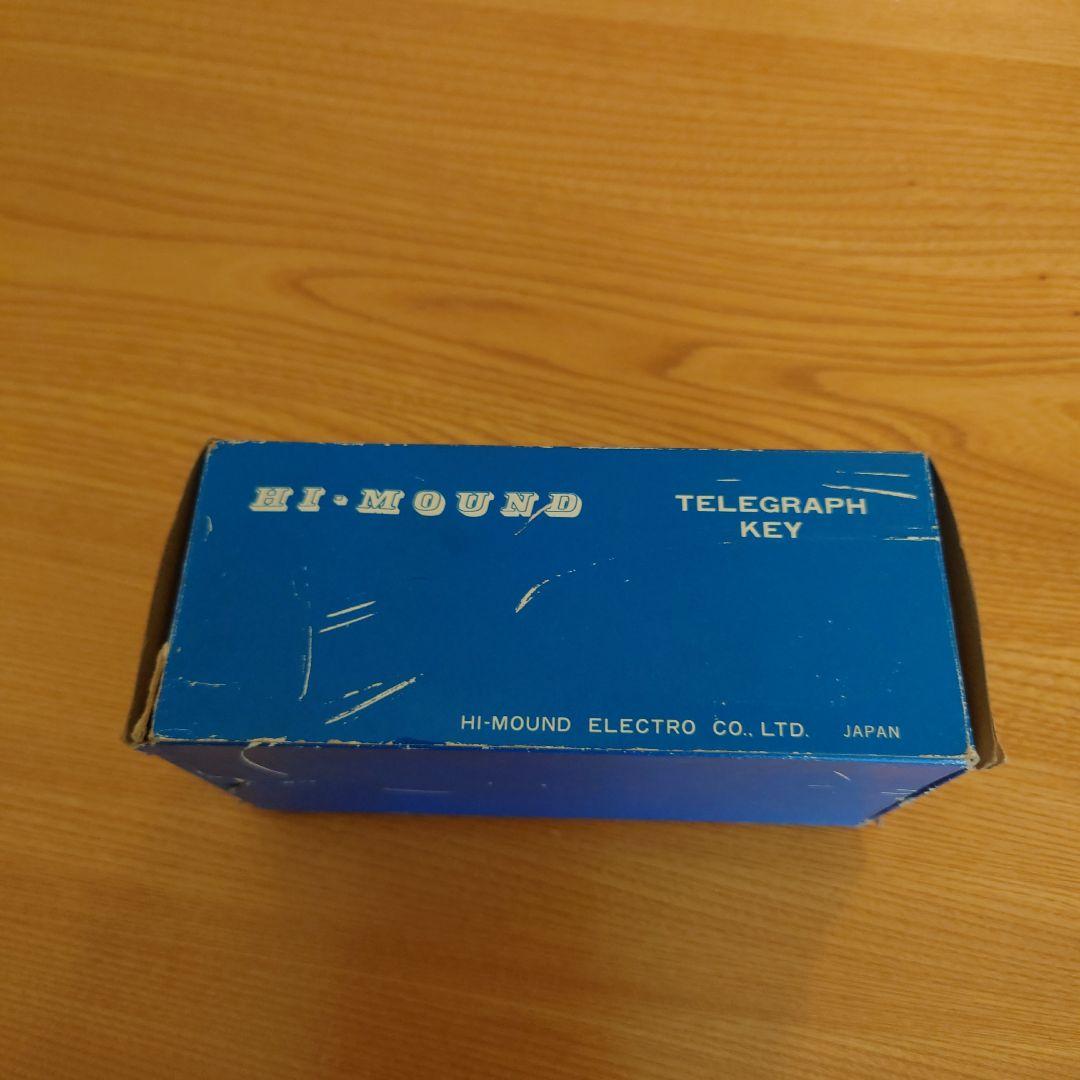 HI-MOUND
TELEGRAPH
KEY
HI-MOUND ELECTRO CO., LTD. JAPAN